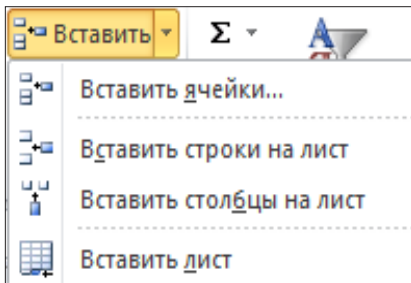 Вставить Σ
Вставить ячейки...
Вставить строки на лист
Вставить столбцы на лист
Вставить лист